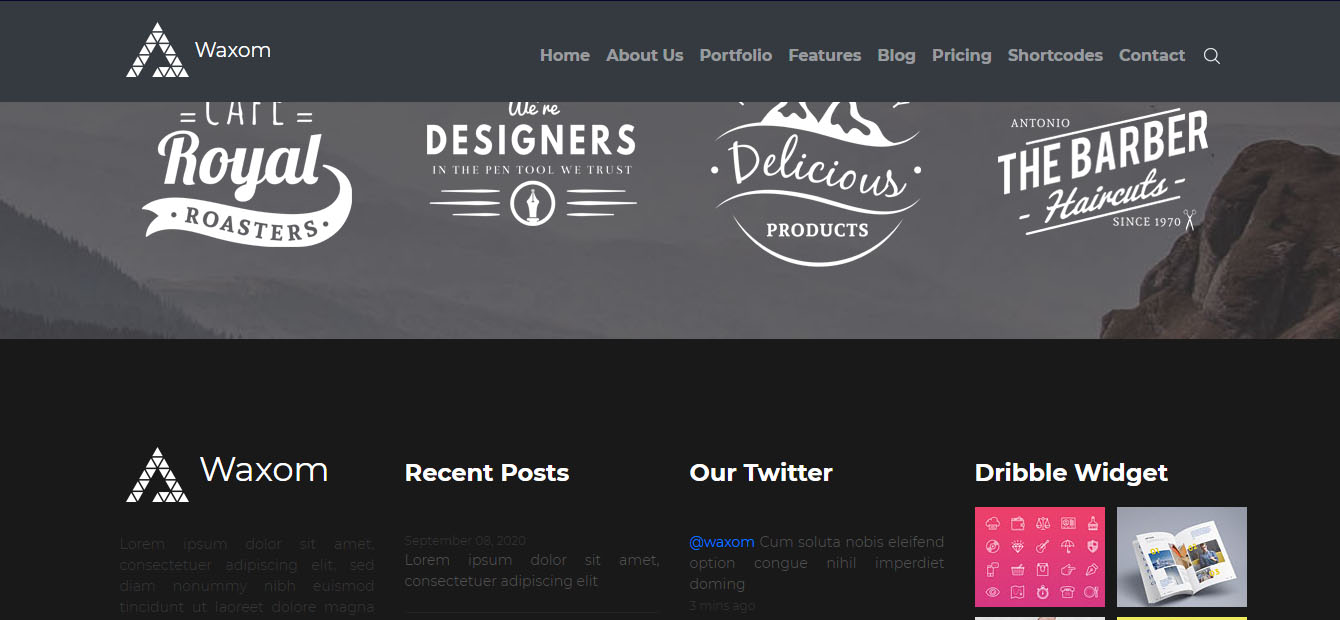 Waxom
Home About Us Portfolio Features Blog Pricing Shortcodes Contact
CAFE
Royal
ROASTERS
We're
DESIGNERS
IN THE PEN TOOL WE TRUST
Delicious
PRODUCTS
ANTONIO
THE BARBER
Haircuts
SINCE 1970
Waxom
Lorem ipsum dolor sit amet,
consectetuer adipiscing elit, sed
diam nonummy nibh euismod
tincidunt ut laoreet dolore magna
Recent Posts
September 08, 2020
Lorem ipsum dolor sit amet,
consectetuer adipiscing elit
Our Twitter
@waxom Cum soluta nobis eleifend
option congue nihil imperdiet
doming
3 mins ago
Dribble Widget